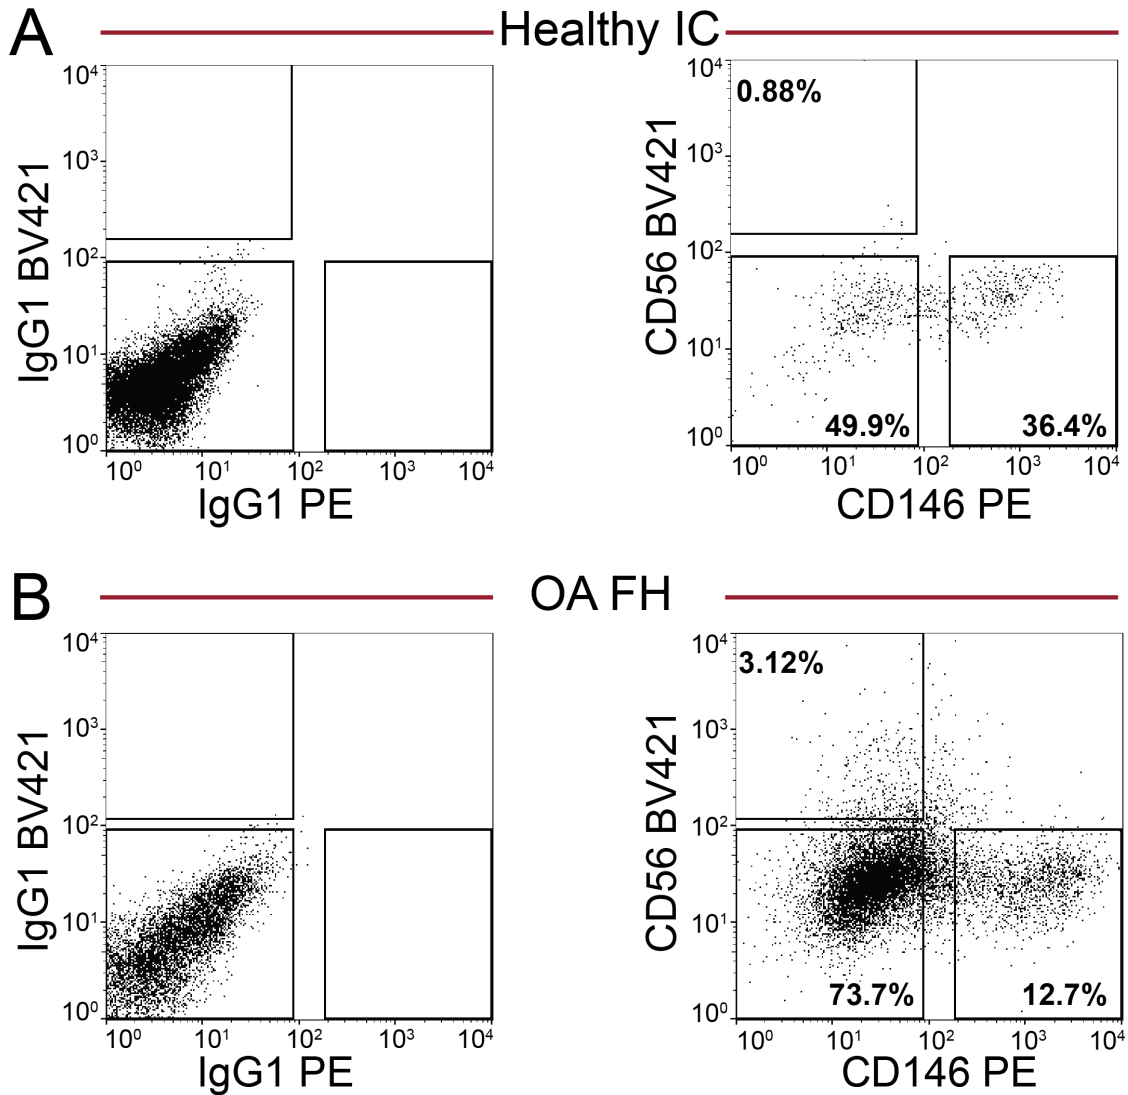 A
Healthy IC
10⁴
10³
10²
10¹
10⁰
IgG1 BV421
10⁰ 10¹ 10² 10³ 10⁴
IgG1 PE
10⁴
10³
10²
10¹
10⁰
CD56 BV421
0.88%
49.9%
36.4%
10⁰ 10¹ 10² 10³ 10⁴
CD146 PE
B
OA FH
10⁴
10³
10²
10¹
10⁰
IgG1 BV421
10⁰ 10¹ 10² 10³ 10⁴
IgG1 PE
10⁴
10³
10²
10¹
10⁰
CD56 BV421
3.12%
73.7%
12.7%
10⁰ 10¹ 10² 10³ 10⁴
CD146 PE